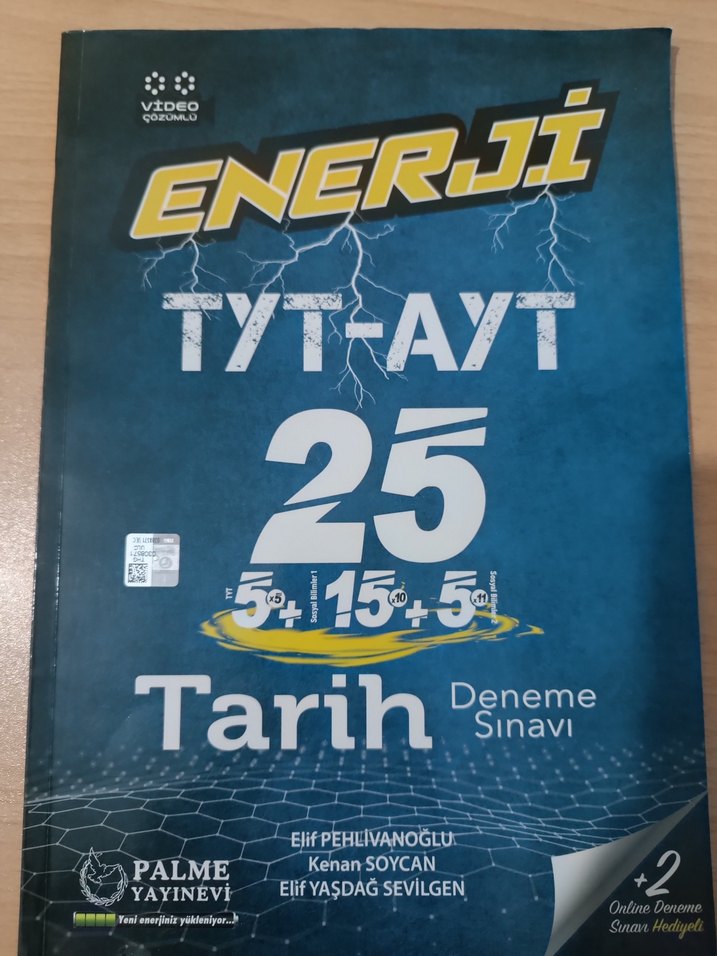 VİDEO
ÇÖZÜMLÜ
ENERJİ
TYT-AYT
25
TYT 5 x5 + Sosyal Bilimler 1 15 x10 + 5 x11 Sosyal Bilimler 2
Tarih Deneme
Sınavı
Elif PEHLİVANOĞLU
Kenan SOYCAN
Elif YAŞDAĞ SEVİLGEN
PALME
YAYINEVİ
Yeni enerjiniz yükleniyor...
+2
Online Deneme
Sınavı Hediyeli